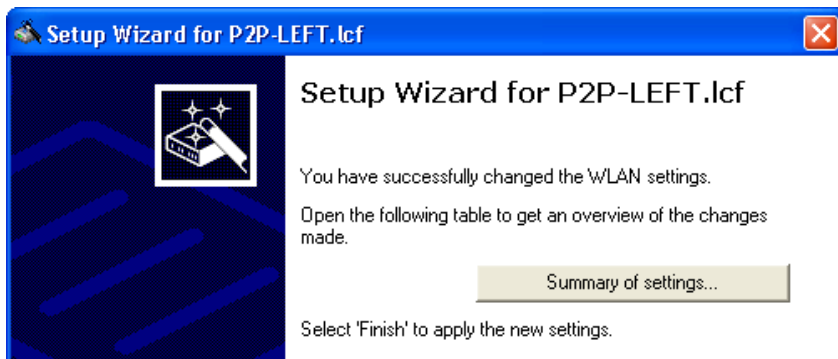 Setup Wizard for P2P-LEFT.lcf
Setup Wizard for P2P-LEFT.lcf
You have successfully changed the WLAN settings.
Open the following table to get an overview of the changes
made.
Summary of settings...
Select 'Finish' to apply the new settings.